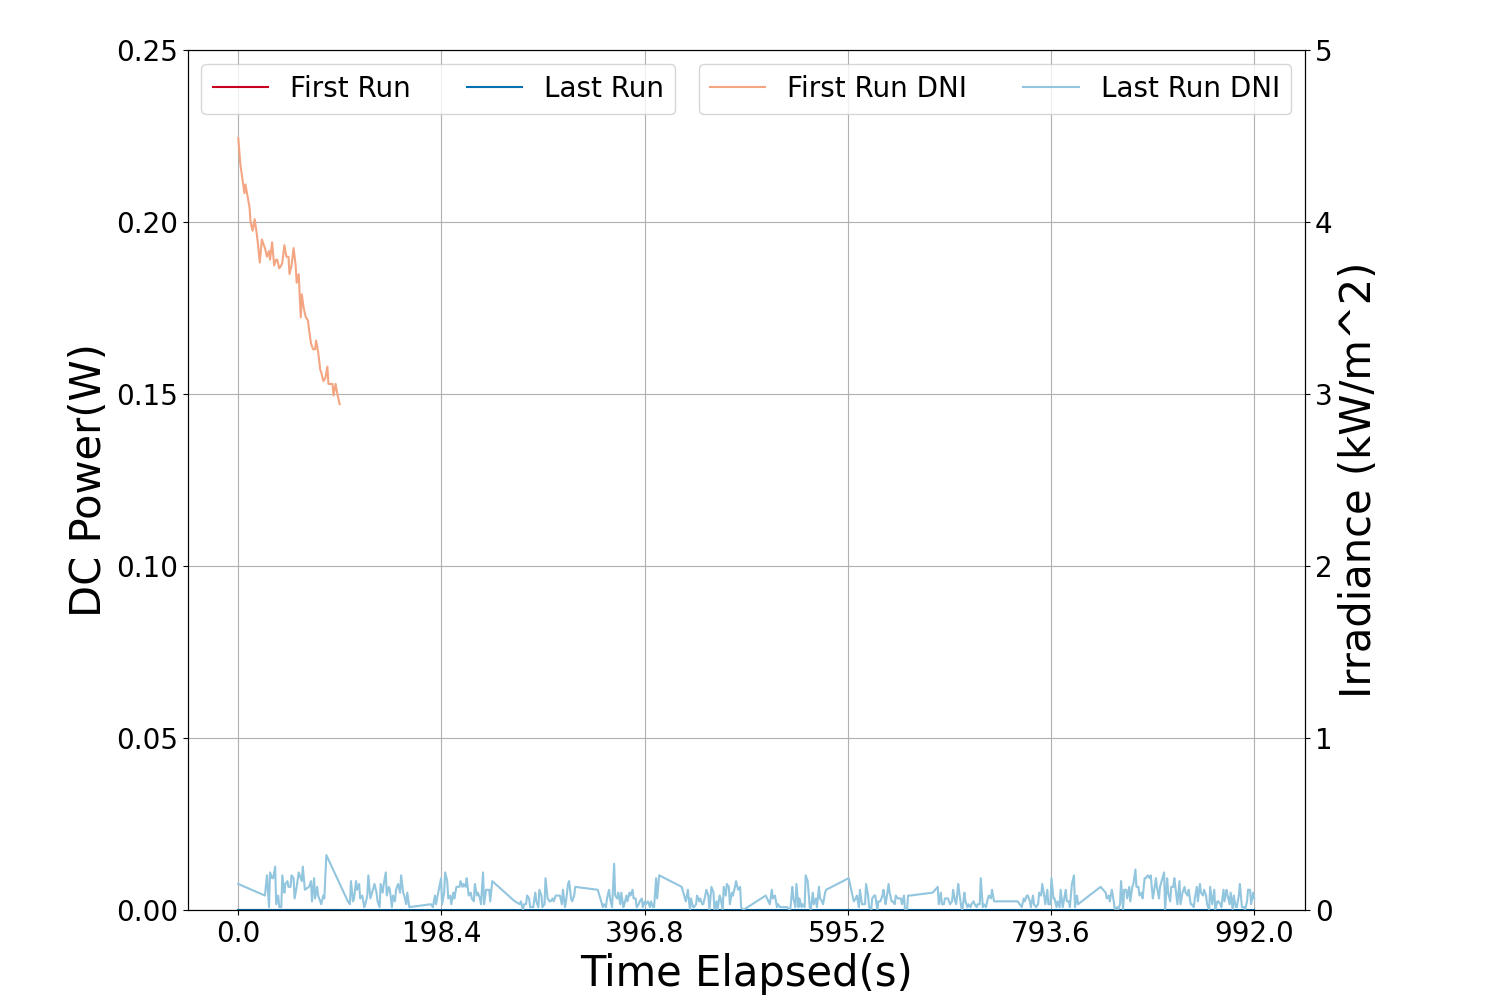 First Run
Last Run
First Run DNI
Last Run DNI
DC Power(W)
0.25
0.20
0.15
0.10
0.05
0.00
5
4
3
2
1
0
Irradiance (kW/m^2)
0.0 198.4 396.8 595.2 793.6 992.0
Time Elapsed(s)